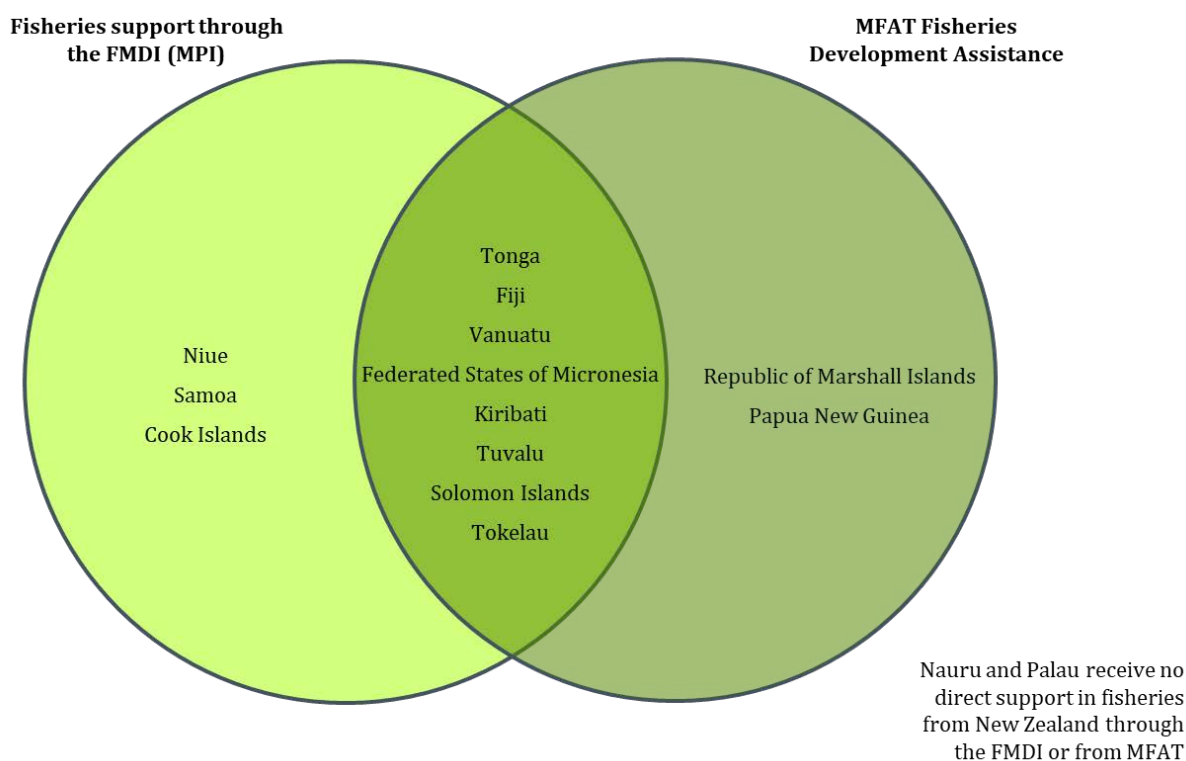 Fisheries support through
the FMDI (MPI)
MFAT Fisheries
Development Assistance
Niue
Samoa
Cook Islands
Tonga
Fiji
Vanuatu
Federated States of Micronesia
Kiribati
Tuvalu
Solomon Islands
Tokelau
Republic of Marshall Islands
Papua New Guinea
Nauru and Palau receive no
direct support in fisheries
from New Zealand through
the FMDI or from MFAT